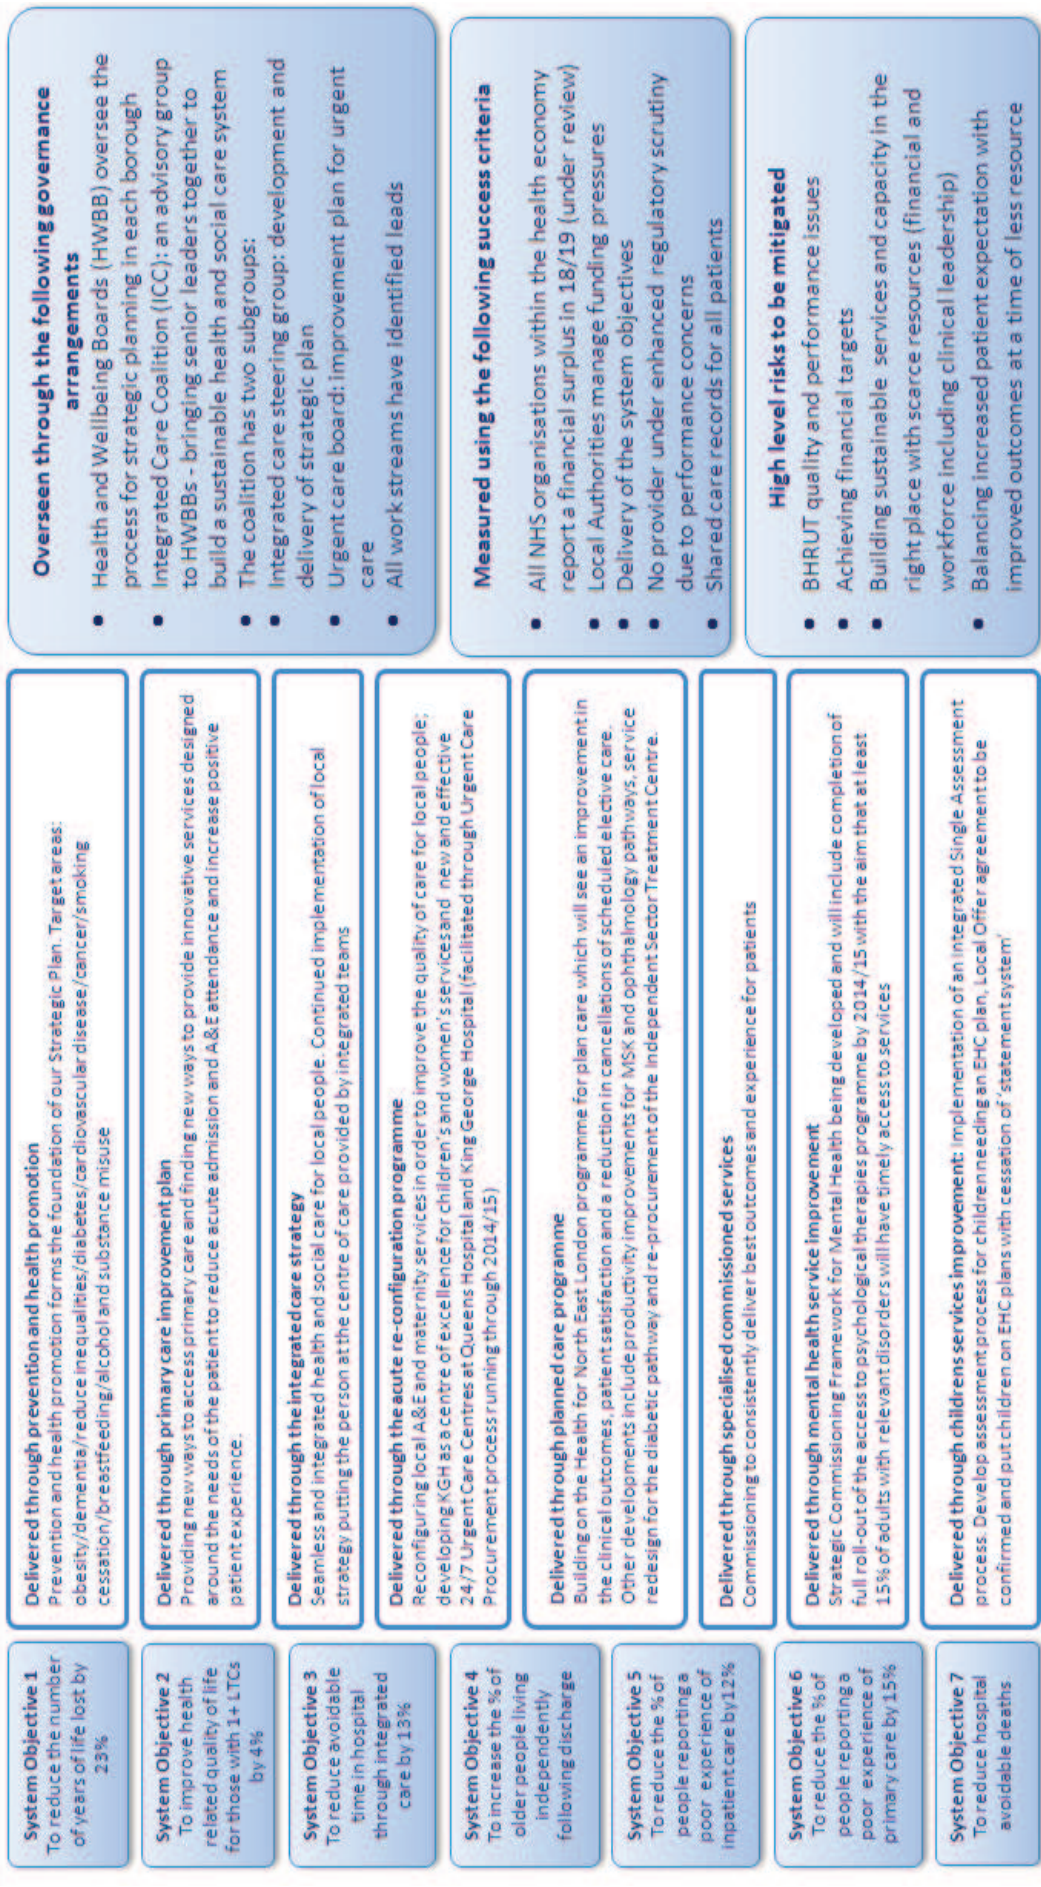 System Objective 1
To reduce the number
of years of life lost by
23%
System Objective 2
To improve health
related quality of life
for those with 1+ LTCs
by 4%
System Objective 3
To reduce avoidable
time in hospital
through integrated
care by 13%
System Objective 4
To increase the % of
older people living
independently
following discharge
System Objective 5
To reduce the % of
people reporting a
poor experience of
inpatient care by12%
System Objective 6
To reduce the % of
people reporting a
poor experience of
primary care by 15%
System Objective 7
To reduce hospital
avoidable deaths
Delivered through prevention and health promotion
Prevention and health promotion forms the foundation of our Strategic Plan. Target areas:
obesity/dementia/reduce inequalities/diabetes/cardiovascular disease/cancer/smoking
cessation/breastfeeding/alcohol and substance misuse
Delivered through primary care improvement plan
Providing new ways to access primary care and finding new ways to provide innovative services designed
around the needs of the patient to reduce acute admission and A&E attendance and increase positive
patient experience.
Delivered through the integrated care strategy
Seamless and integrated health and social care for local people. Continued implementation of local
strategy putting the person at the centre of care provided by integrated teams
Delivered through the acute re-configuration programme
Reconfiguring local A&E and maternity services in order to improve the quality of care for local people;
developing KGH as a centre of excellence for children's and women's services and new and effective
24/7 Urgent Care Centres at Queens Hospital and King George Hospital (facilitated through Urgent Care
Procurement process running through 2014/15)
Delivered through planned care programme
Building on the Health for North East London programme for plan care which will see an improvement in
the clinical outcomes, patient satisfaction and a reduction in cancellations of scheduled elective care.
Other developments include productivity improvements for MSK and ophthalmology pathways, service
redesign for the diabetic pathway and re-procurement of the Independent Sector Treatment Centre.
Delivered through specialised commissioned services
Commissioning to consistently deliver best outcomes and experience for patients
Delivered through mental health service improvement
Strategic Commissioning Framework for Mental Health being developed and will include completion of
full roll-out of the access to psychological therapies programme by 2014/15 with the aim that at least
15% of adults with relevant disorders will have timely access to services
Delivered through childrens services improvement: Implementation of an integrated Single Assessment
process. Develop assessment process for children needing an EHC plan, Local Offer agreement to be
confirmed and put children on EHC plans with cessation of 'statement system'
Overseen through the following governance
arrangements
• Health and Wellbeing Boards (HWBB) oversee the
process for strategic planning in each borough
• Integrated Care Coalition (ICC): an advisory group
to HWBBs - bringing senior leaders together to
build a sustainable health and social care system
• The coalition has two subgroups:
• Integrated care steering group: development and
delivery of strategic plan
• Urgent care board: improvement plan for urgent
care
• All work streams have identified leads
Measured using the following success criteria
• All NHS organisations within the health economy
report a financial surplus in 18/19 (under review)
• Local Authorities manage funding pressures
• Delivery of the system objectives
• No provider under enhanced regulatory scrutiny
due to performance concerns
• Shared care records for all patients
High level risks to be mitigated
• BHRUT quality and performance issues
• Achieving financial targets
• Building sustainable services and capacity in the
right place with scarce resources (financial and
workforce including clinical leadership)
• Balancing increased patient expectation with
improved outcomes at a time of less resource